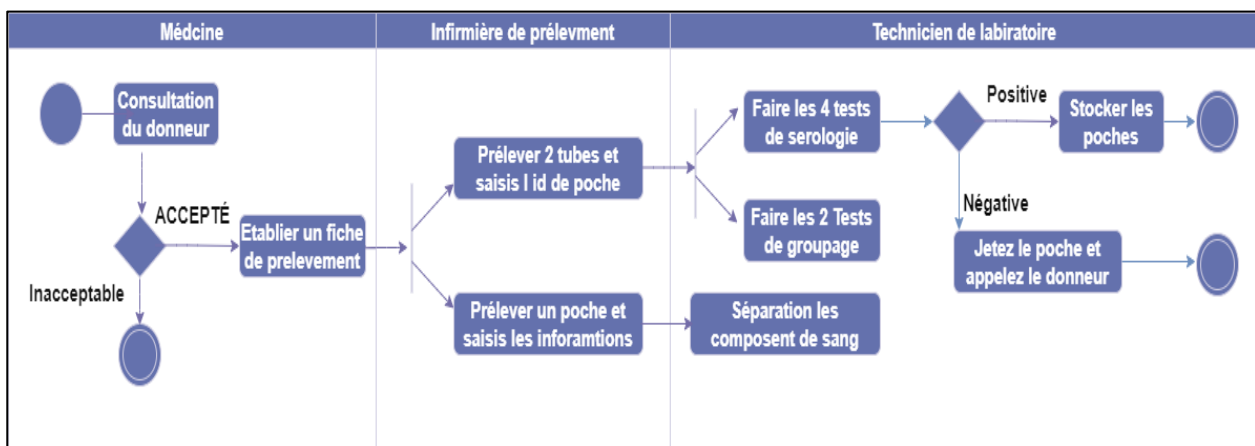 Médcine
Infirmière de prélevment
Technicien de labiratoire
Consultation
du donneur
ACCEPTÉ
Inacceptable
Etablier un fiche
de prelevement
Prélever 2 tubes et
saisis l id de poche
Prélever un poche et
saisis les inforamtions
Faire les 4 tests
de serologie
Faire les 2 Tests
de groupage
Séparation les
composent de sang
Positive
Stocker les
poches
Négative
Jetez le poche et
appelez le donneur